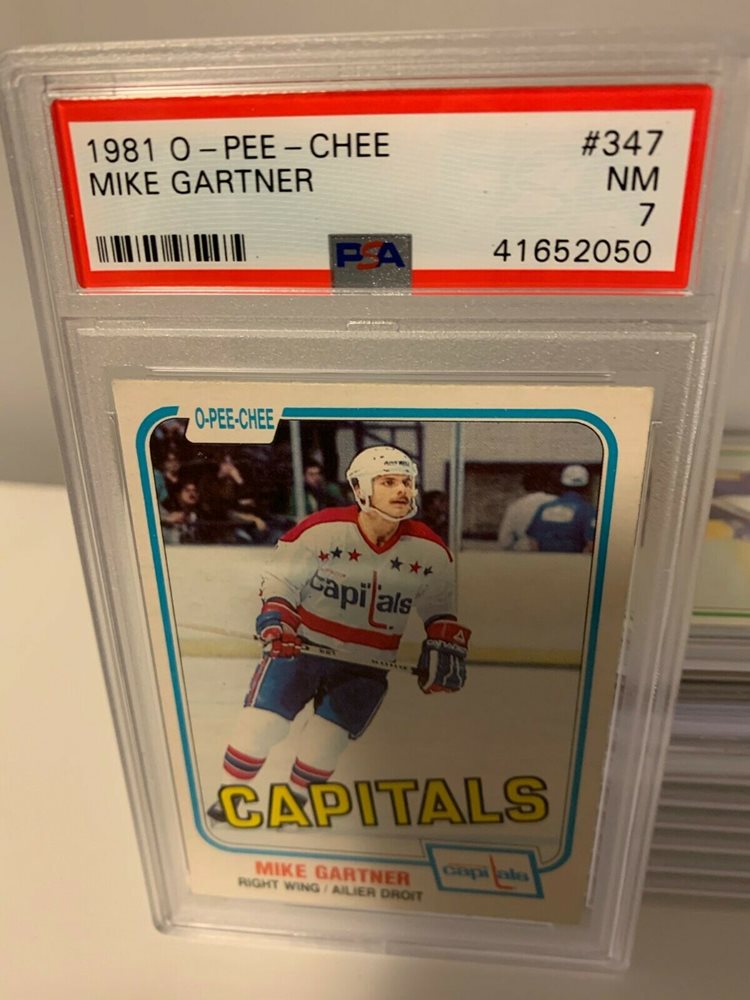 1981 O-PEE-CHEE #347
MIKE GARTNER NM
7
PSA 41652050
O-PEE-CHEE
capitals
CAPITALS
MIKE GARTNER
capitals
RIGHT WING / AILIER DROIT